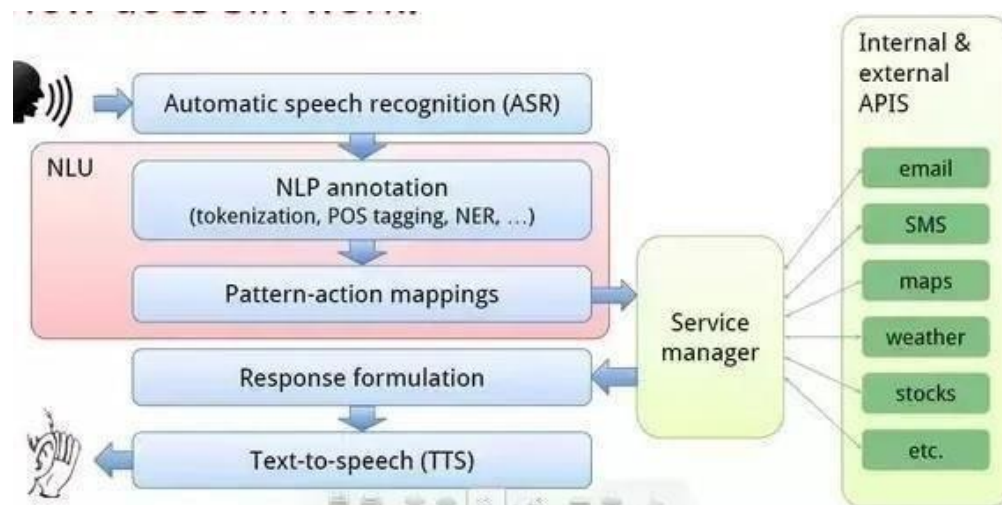 Automatic speech recognition (ASR)
NLU
NLP annotation
(tokenization, POS tagging, NER, ...)
Pattern-action mappings
Response formulation
Text-to-speech (TTS)
Service
manager
Internal &
external
APIS
email
SMS
maps
weather
stocks
etc.